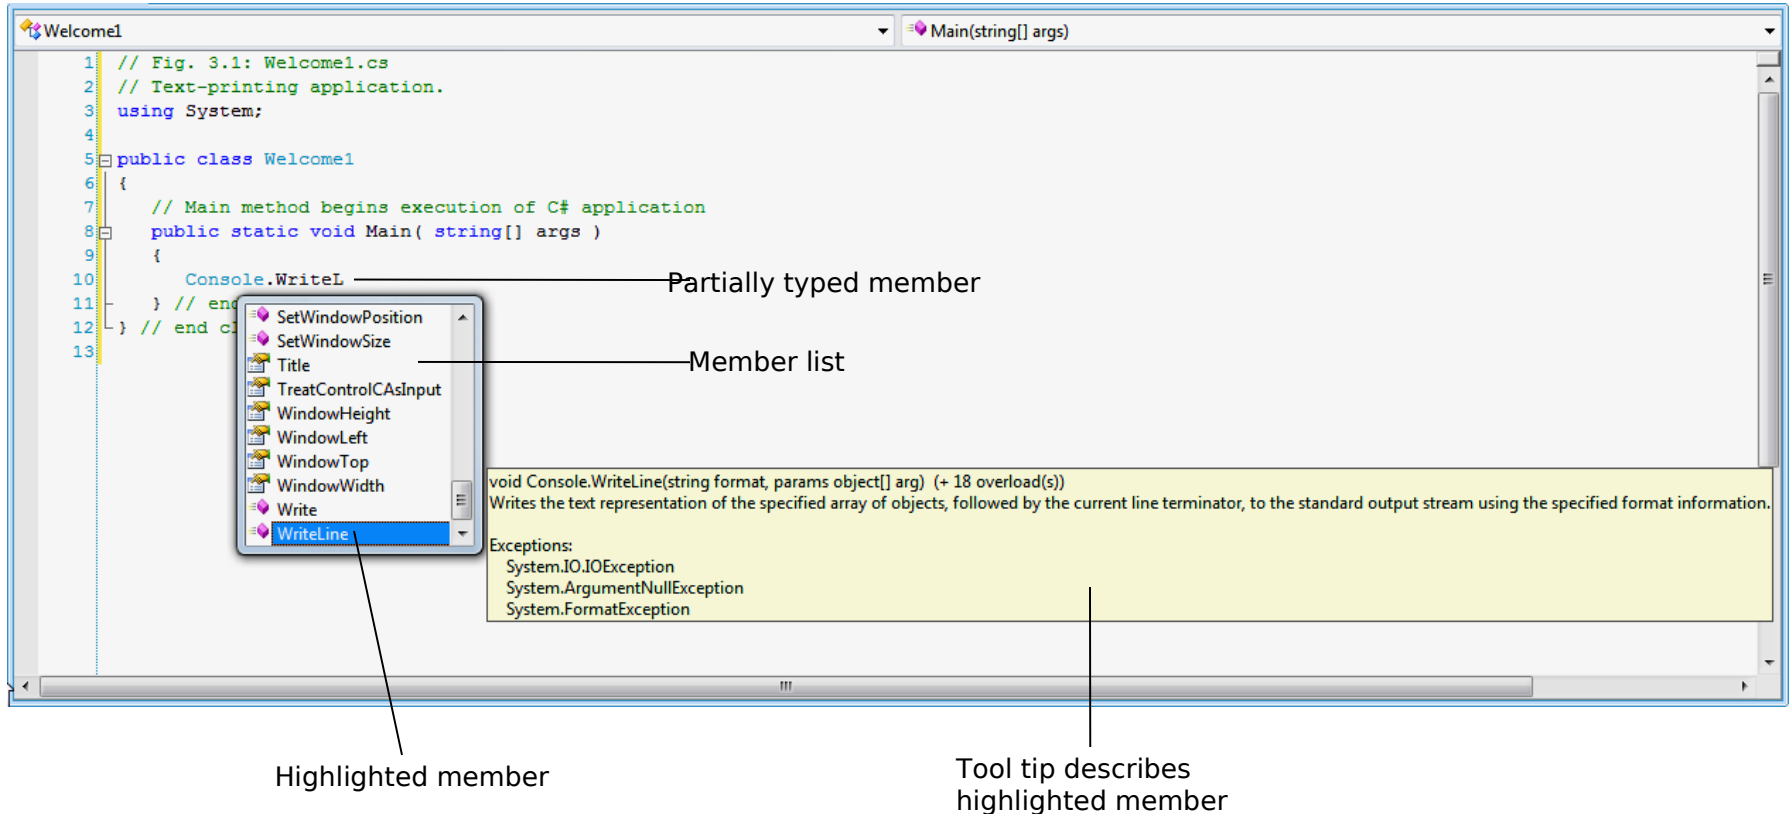 Welcome1 Main(string[] args)
1 // Fig. 3.1: Welcome1.cs
2 // Text-printing application.
3 using System;
4
5 public class Welcome1
6 {
7 // Main method begins execution of C# application
8 public static void Main( string[] args )
9 {
10 Console.WriteL
Partially typed member
11 } // end
12 } // end cl
13
SetWindowPosition
SetWindowSize
Title
TreatControlCAsInput
WindowHeight
WindowLeft
WindowTop
WindowWidth
Write
WriteLine
Member list
void Console.WriteLine(string format, params object[] arg) (+ 18 overload(s))
Writes the text representation of the specified array of objects, followed by the current line terminator, to the standard output stream using the specified format information.
Exceptions:
System.IO.IOException
System.ArgumentNullException
System.FormatException
Highlighted member
Tool tip describes
highlighted member